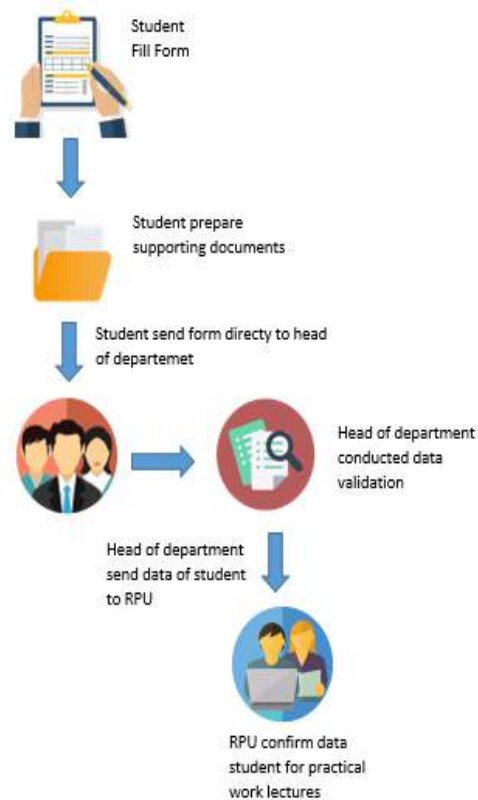 Student
Fill Form
Student prepare
supporting documents
Student send form directy to head
of departemet
Head of department
conducted data
validation
Head of department
send data of student
to RPU
RPU confirm data
student for practical
work lectures